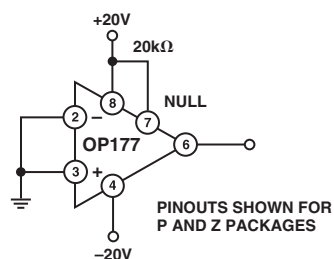 +20V
20kΩ
8
NULL
7
2
−
OP177
6
3
+
4
PINOUTS SHOWN FOR
P AND Z PACKAGES
−20V